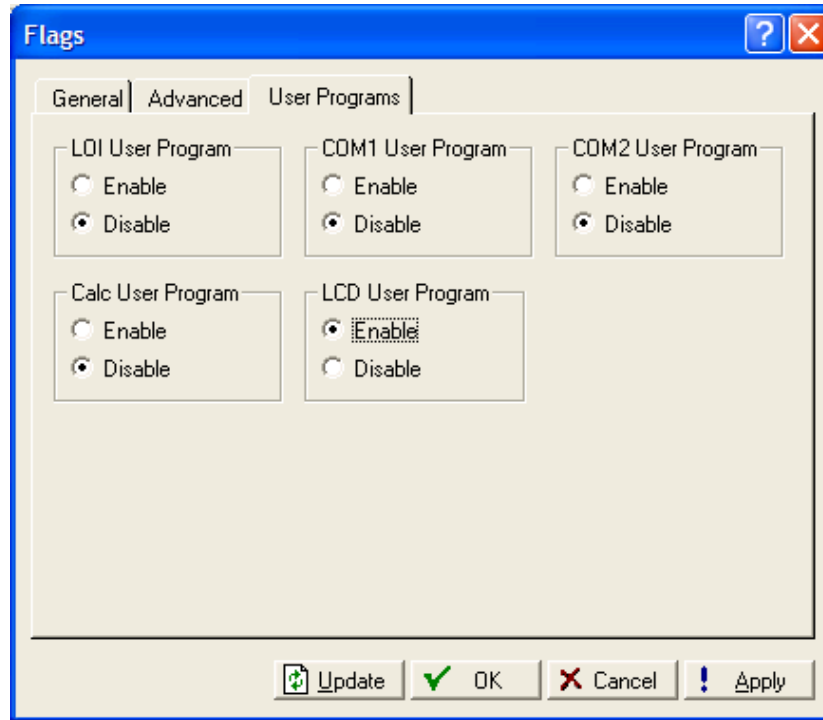 Flags
General Advanced User Programs
LOI User Program COM1 User Program COM2 User Program
Enable Enable Enable
Disable Disable Disable
Calc User Program LCD User Program
Enable Enable
Disable Disable
Update OK Cancel Apply